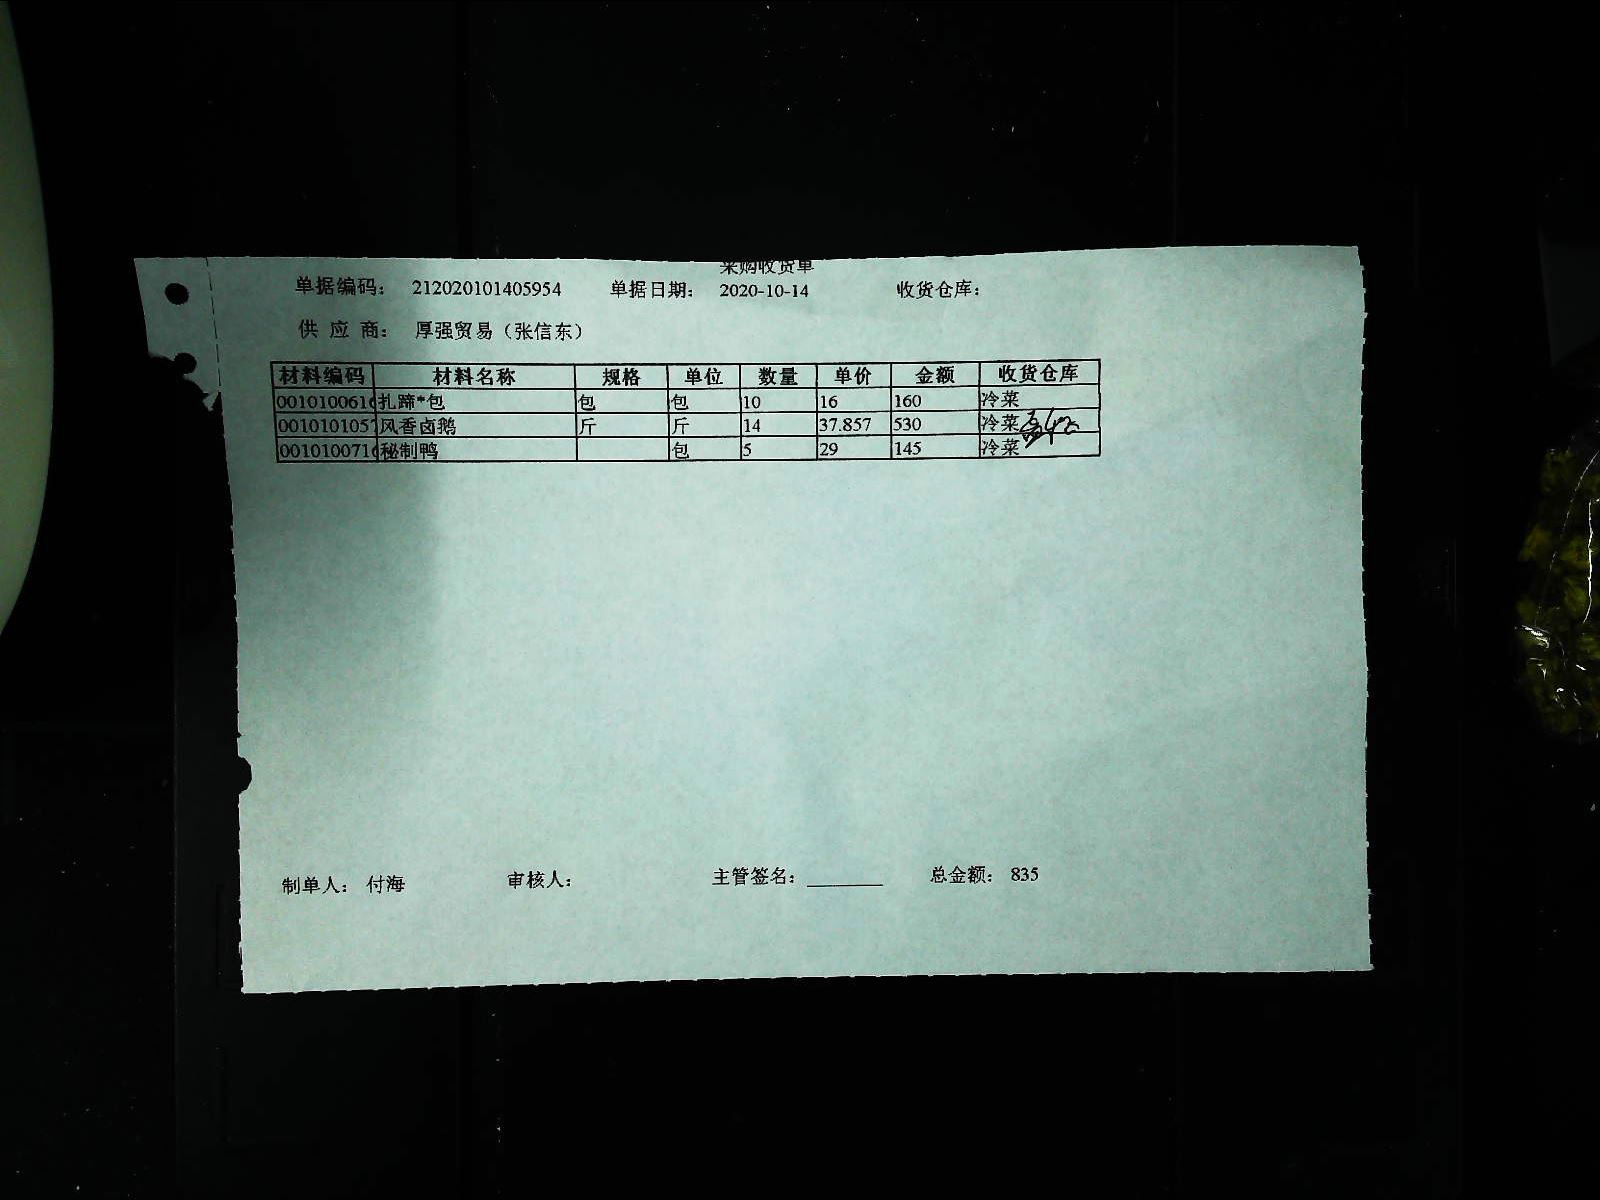 采购收货单
单据编码： 212020101405954 单据日期： 2020-10-14 收货仓库：
供 应 商： 厚强贸易（张信东）
材料编码 材料名称 规格 单位 数量 单价 金额 收货仓库
001010061 扎蹄*包 包 包 10 16 160 冷菜
001010105 风香卤鹅 斤 斤 14 37.857 530 冷菜
001010071 秘制鸭 包 5 29 145 冷菜
制单人： 付海 审核人： 主管签名：________ 总金额： 835